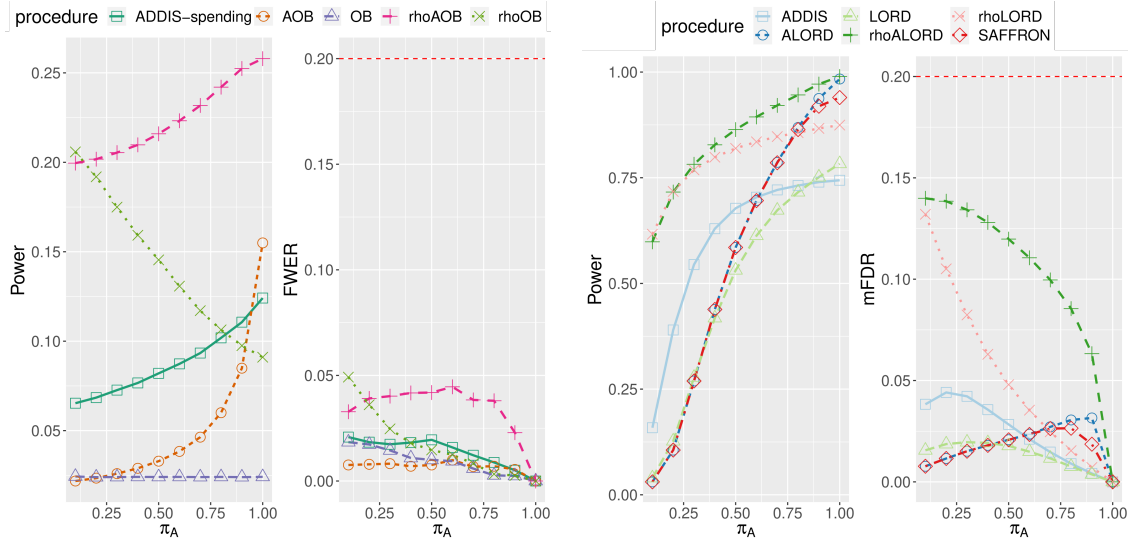 procedure ADDIS-spending AOB OB rhoAOB rhoOB
Power
0.25
0.20
0.15
0.10
0.05
0.25 0.50 0.75 1.00
πA
FWER
0.20
0.15
0.10
0.05
0.00
0.25 0.50 0.75 1.00
πA
procedure ADDIS LORD rhoLORD
ALORD rhoALORD SAFFRON
Power
1.00
0.75
0.50
0.25
0.00
0.25 0.50 0.75 1.00
πA
mFDR
0.20
0.15
0.10
0.05
0.00
0.25 0.50 0.75 1.00
πA